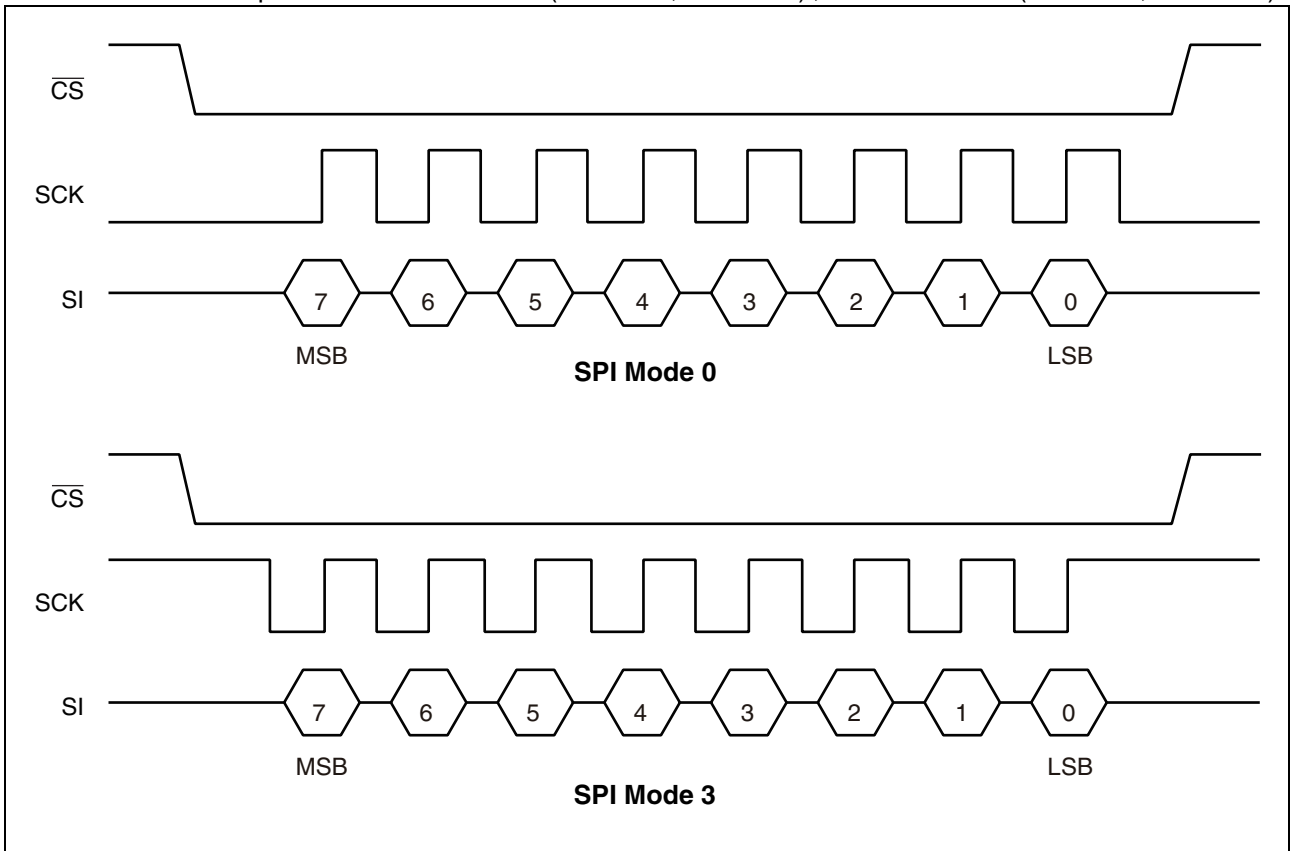 CS
SCK
SI
7 6 5 4 3 2 1 0
MSB LSB
SPI Mode 0
CS
SCK
SI
7 6 5 4 3 2 1 0
MSB LSB
SPI Mode 3